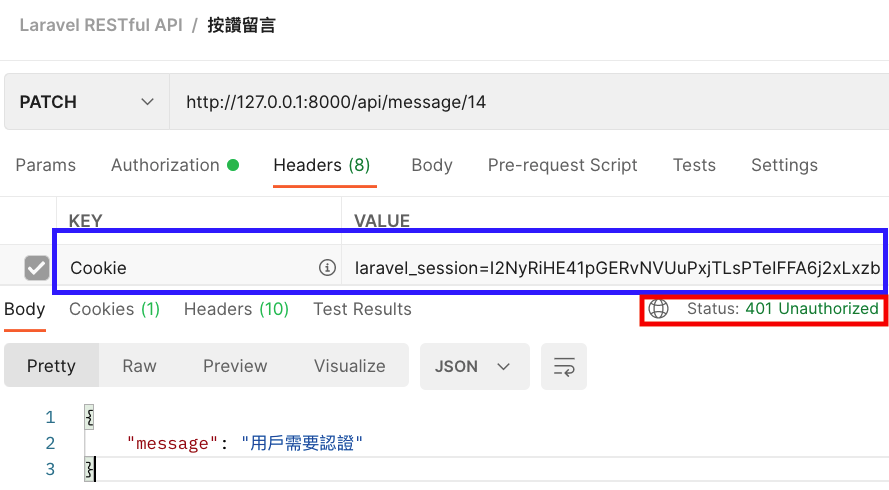 Laravel RESTful API / 按讚留言
PATCH http://127.0.0.1:8000/api/message/14
Params Authorization Headers (8) Body Pre-request Script Tests Settings
KEY VALUE
Cookie laravel_session=I2NyRiHE41pGERvNVUuPxjTLsPTeIFFA6j2xLxzb
Body Cookies (1) Headers (10) Test Results Status: 401 Unauthorized
Pretty Raw Preview Visualize JSON
1 {
2 "message": "用戶需要認證"
3 }